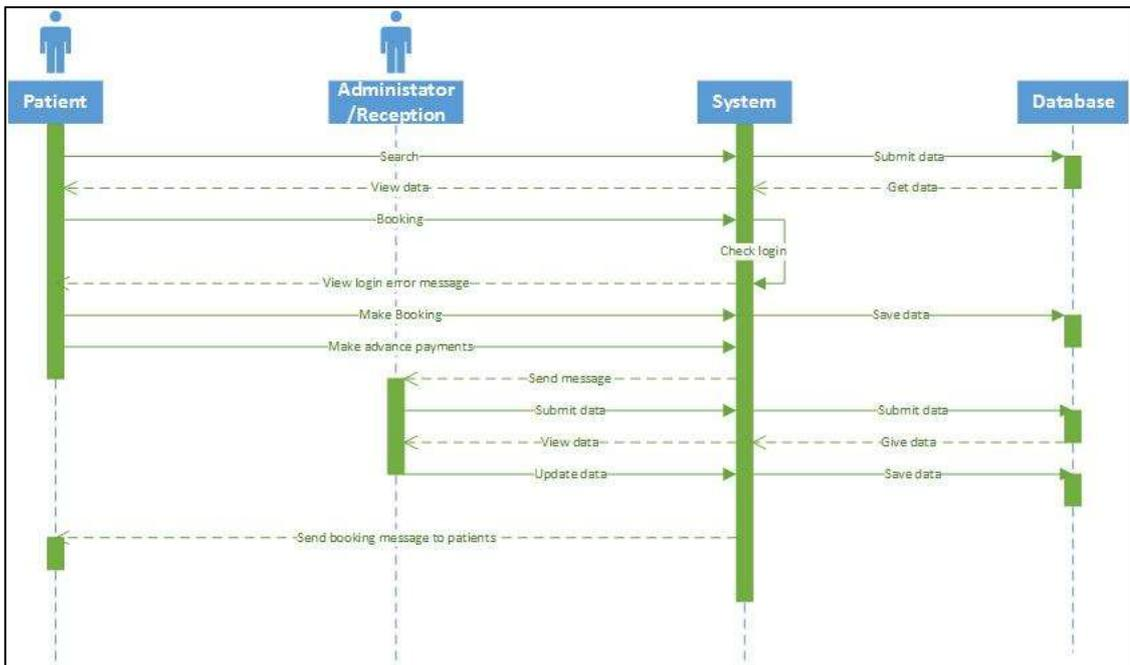 Patient
Administator
/Reception
System
Database
Search
Submit data
View data
Get data
Booking
Check login
View login error message
Make Booking
Save data
Make advance payments
Send message
Submit data
Submit data
View data
Give data
Update data
Save data
Send booking message to patients